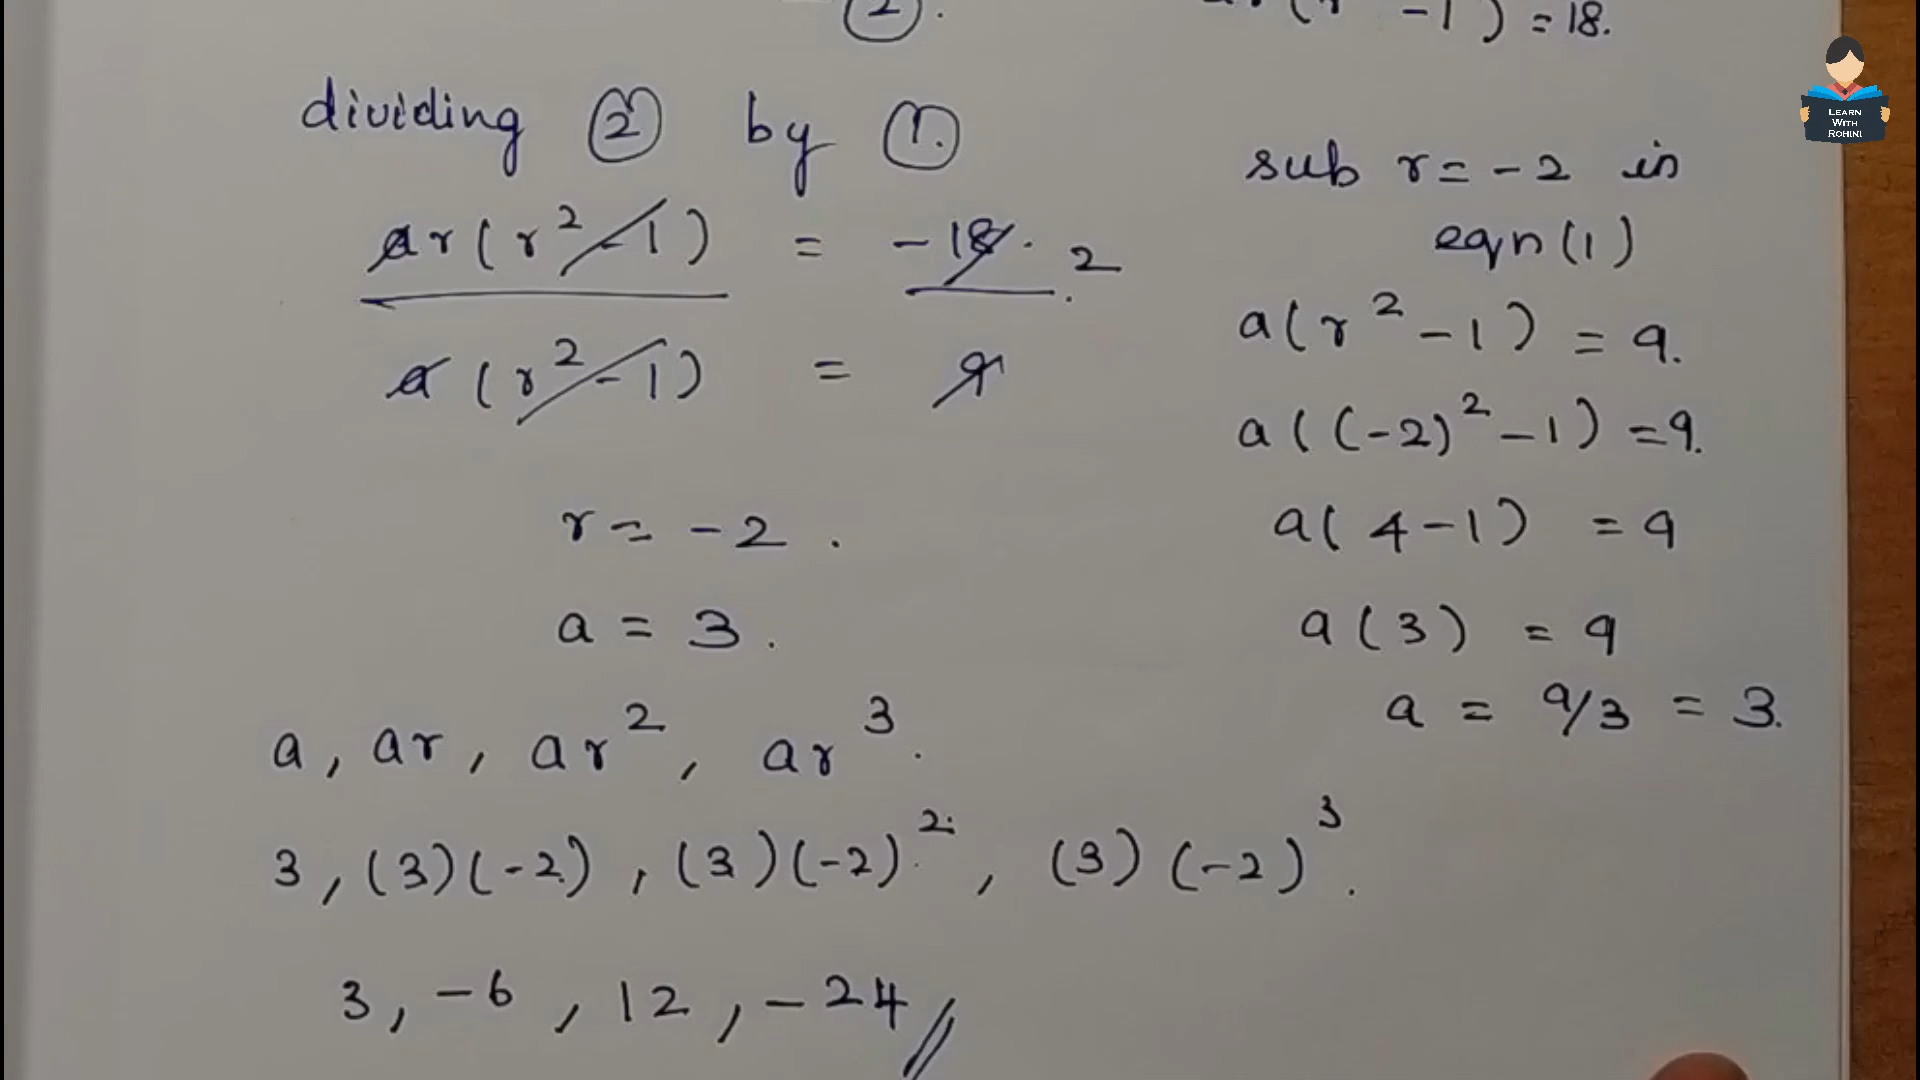 (r -1) = 18.
dividing ② by ①.
ar(r² -1) = -18. 2
a(r² -1) = 9
r = -2.
a = 3.
a, ar, ar², ar³.
3, (3)(-2), (3)(-2)², (3)(-2)³.
3, -6, 12, -24 //
sub r = -2 in
eqn(1)
a(r² -1) = 9.
a((-2)² -1) = 9.
a(4-1) = 9
a(3) = 9
a = 9/3 = 3.
LEARN
WITH
ROHINI